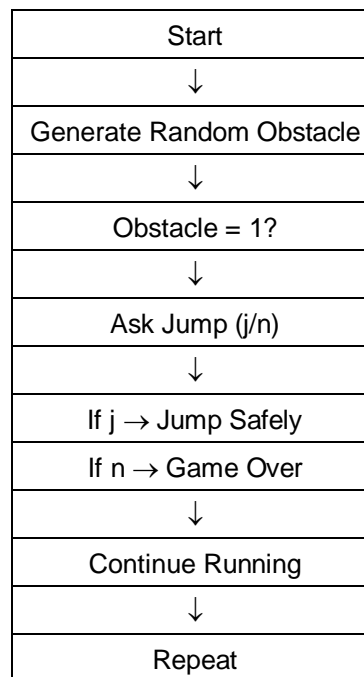 Start
↓
Generate Random Obstacle
↓
Obstacle = 1?
↓
Ask Jump (j/n)
↓
If j → Jump Safely
If n → Game Over
↓
Continue Running
↓
Repeat